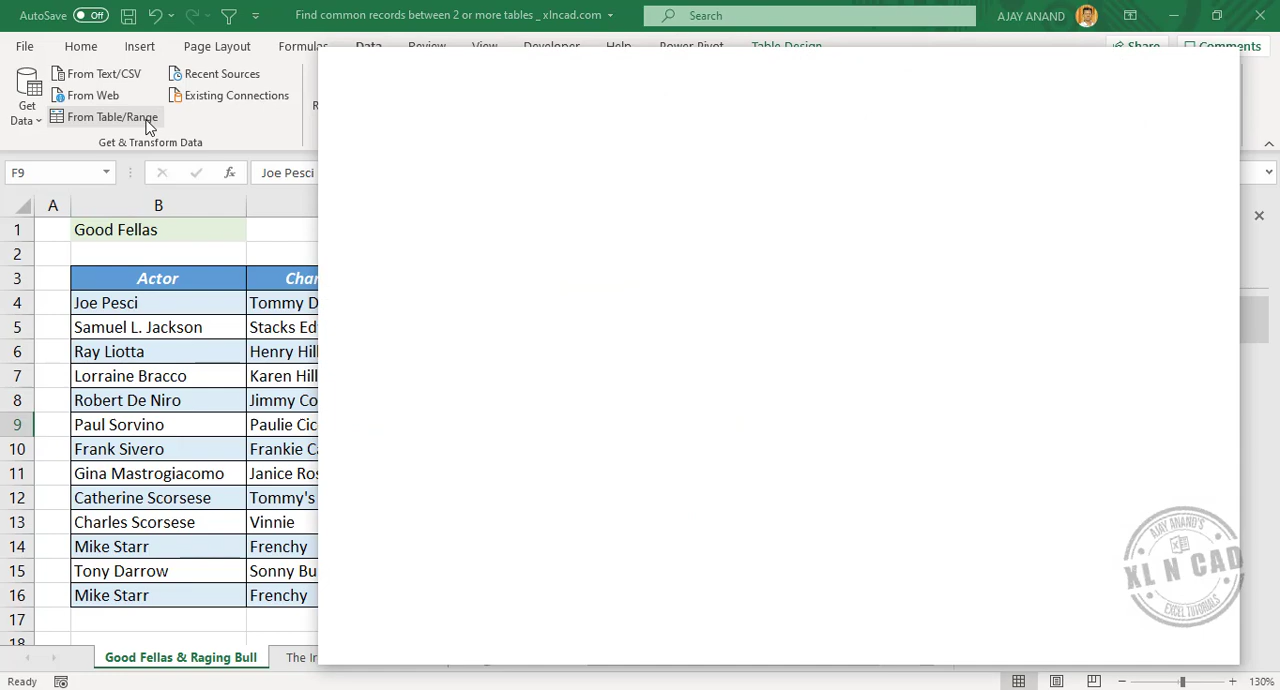 AutoSave Off Find common records between 2 or more tables _ xlncad.com Search AJAY ANAND
File Home Insert Page Layout Formulas Data Review View Developer Help Power Pivot Table Design Share Comments
Get Data
From Text/CSV
From Web
From Table/Range
Recent Sources
Existing Connections
R
Get & Transform Data
F9 fx Joe Pesci
A B
1 Good Fellas
2
3 Actor Char
4 Joe Pesci Tommy D
5 Samuel L. Jackson Stacks Ed
6 Ray Liotta Henry Hill
7 Lorraine Bracco Karen Hill
8 Robert De Niro Jimmy Co
9 Paul Sorvino Paulie Cic
10 Frank Sivero Frankie Ca
11 Gina Mastrogiacomo Janice Ros
12 Catherine Scorsese Tommy's
13 Charles Scorsese Vinnie
14 Mike Starr Frenchy
15 Tony Darrow Sonny Bu
16 Mike Starr Frenchy
17
18
AJAY ANAND'S
XL N CAD
EXCEL TUTORIALS
Good Fellas & Raging Bull The Ir
Ready 130%